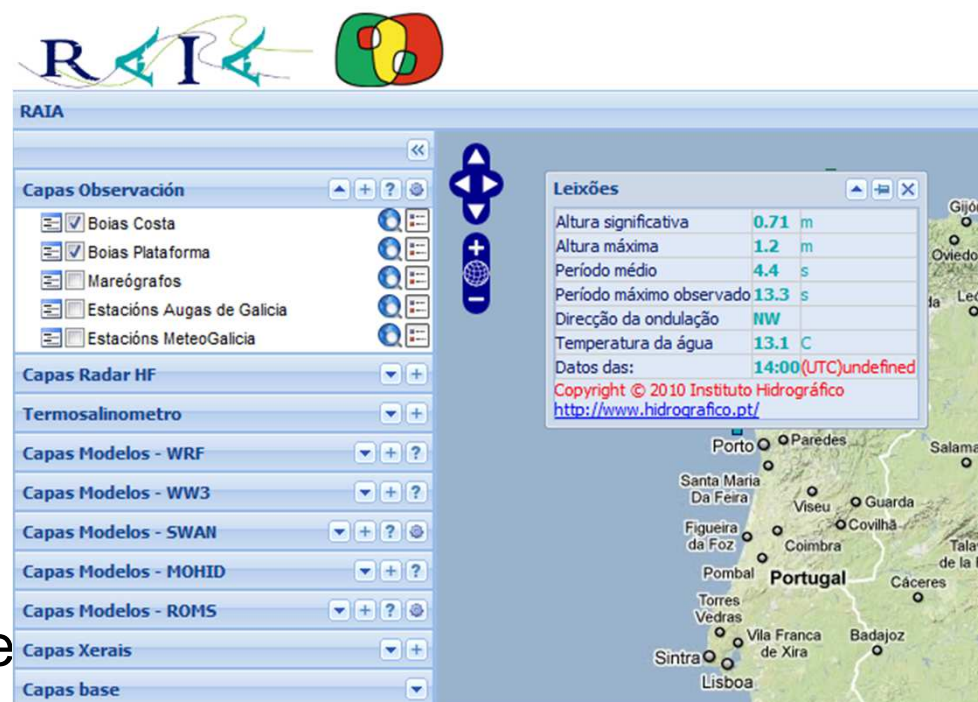 RAIA
RAIA
Capas Observación
Boias Costa
Boias Plataforma
Mareógrafos
Estacións Augas de Galicia
Estacións MeteoGalicia
Capas Radar HF
Termosalinometro
Capas Modelos - WRF
Capas Modelos - WW3
Capas Modelos - SWAN
Capas Modelos - MOHID
Capas Modelos - ROMS
Capas Xerais
Capas base
e
Leixões
Altura significativa 0.71 m
Altura máxima 1.2 m
Período médio 4.4 s
Período máximo observado 13.3 s
Direcção da ondulação NW
Temperatura da água 13.1 C
Datos das: 14:00(UTC)undefined
Copyright © 2010 Instituto Hidrográfico
http://www.hidrografico.pt/
Oviedo
Porto
Paredes
Santa Maria
Da Feira
Viseu
Guarda
Figueira
da Foz
Coimbra
Covilhã
Pombal
Portugal
Cáceres
Torres
Vedras
Vila Franca
de Xira
Badajoz
Sintra
Lisboa